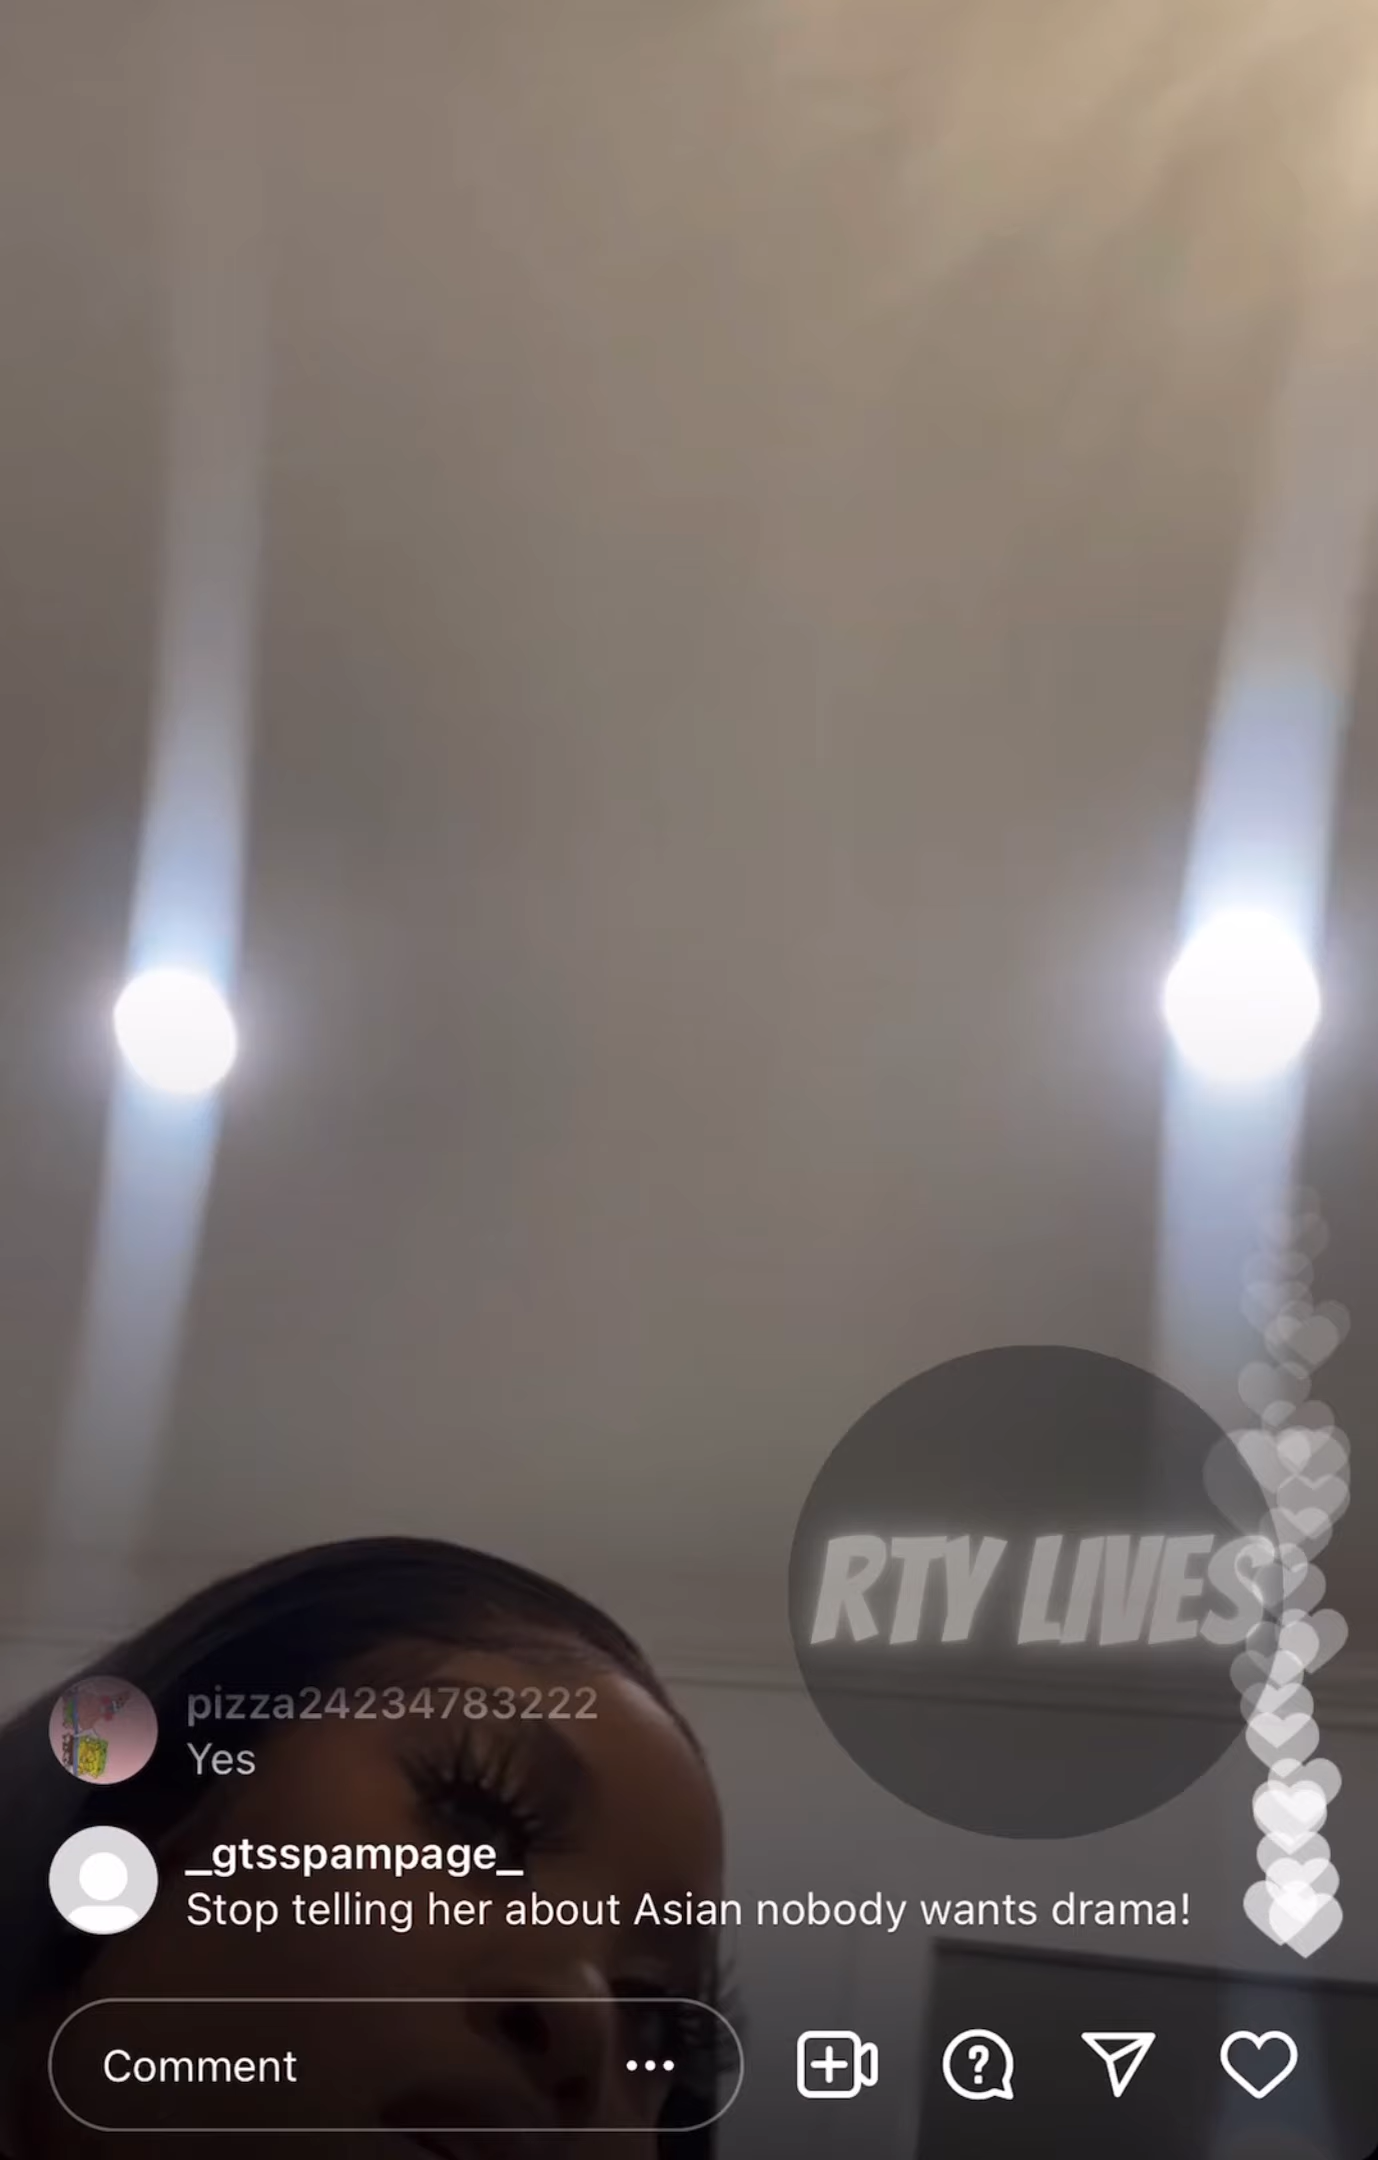 RTY LIVES
pizza24234783222
Yes
_gtsspampage_
Stop telling her about Asian nobody wants drama!
Comment